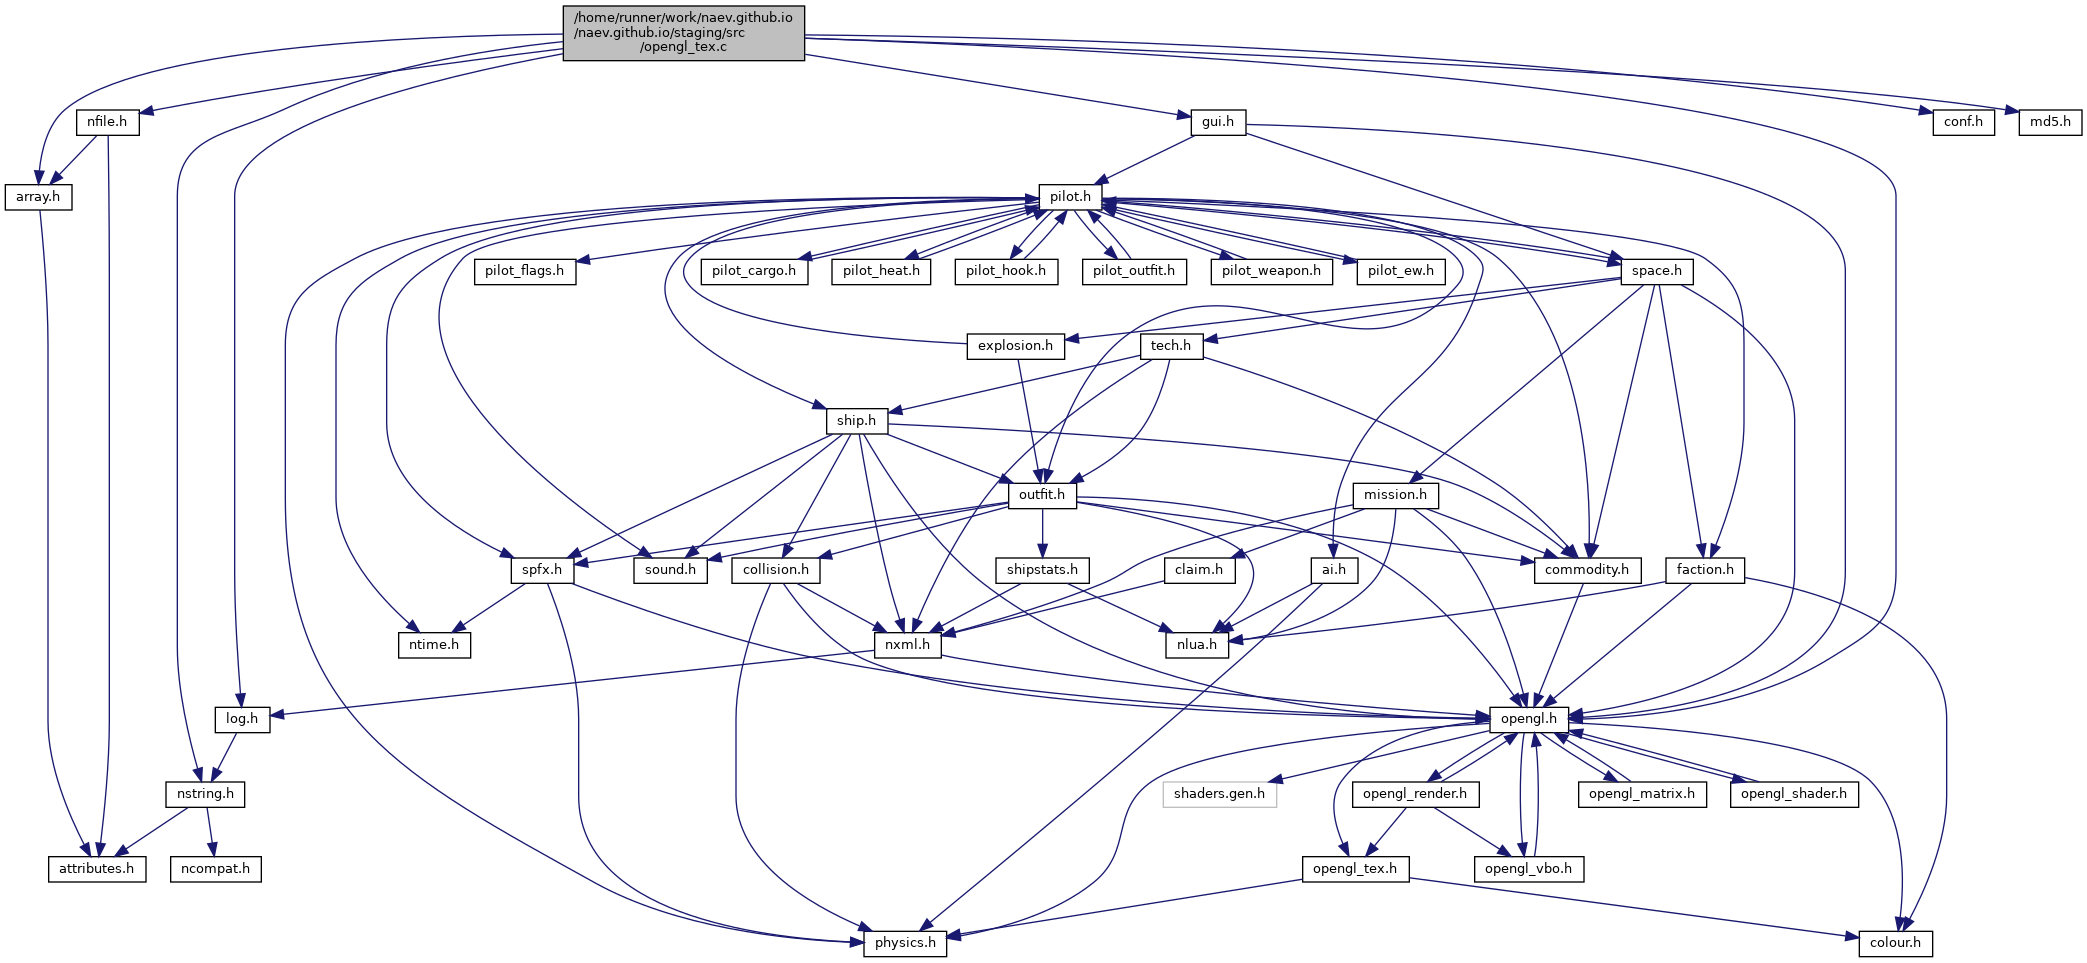 /home/runner/work/naev.github.io
/naev.github.io/staging/src
/opengl_tex.c
nfile.h
gui.h
conf.h
md5.h
array.h
pilot.h
pilot_flags.h
pilot_cargo.h
pilot_heat.h
pilot_hook.h
pilot_outfit.h
pilot_weapon.h
pilot_ew.h
space.h
explosion.h
tech.h
ship.h
outfit.h
mission.h
spfx.h
sound.h
collision.h
shipstats.h
claim.h
ai.h
commodity.h
faction.h
ntime.h
nxml.h
nlua.h
log.h
opengl.h
nstring.h
shaders.gen.h
opengl_render.h
opengl_matrix.h
opengl_shader.h
attributes.h
ncompat.h
opengl_tex.h
opengl_vbo.h
physics.h
colour.h